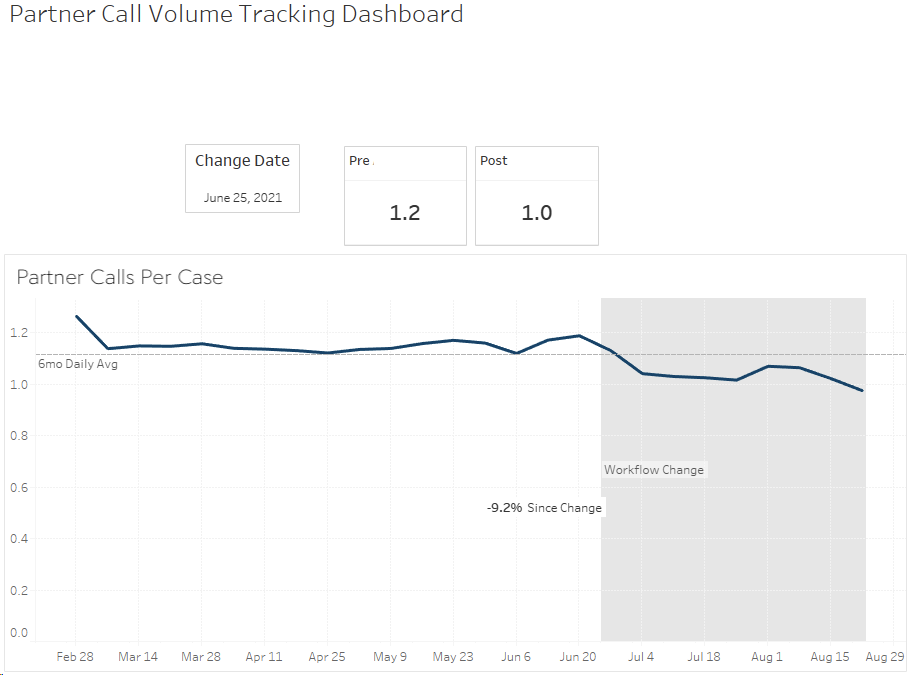 Partner Call Volume Tracking Dashboard
Change Date
June 25, 2021
Pre.
1.2
Post
1.0
Partner Calls Per Case
1.2
6mo Daily Avg
1.0
0.8
0.6
0.4
0.2
0.0
Workflow Change
-9.2% Since Change
Feb 28 Mar 14 Mar 28 Apr 11 Apr 25 May 9 May 23 Jun 6 Jun 20 Jul 4 Jul 18 Aug 1 Aug 15 Aug 29